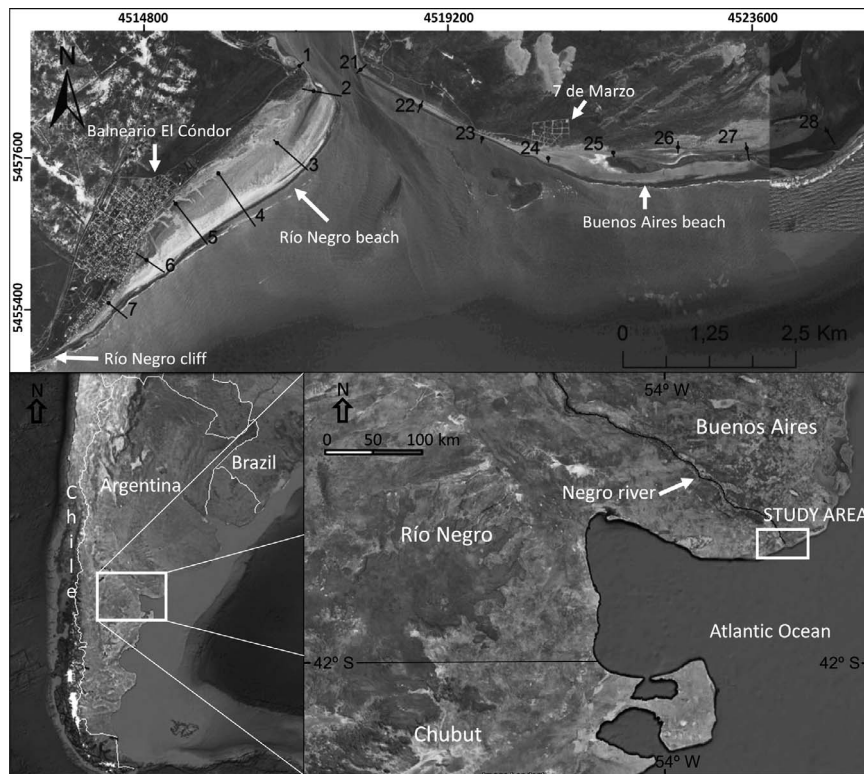 4514800
4519200
4523600
N
1
21
2
7 de Marzo
22
Balneario El Cóndor
23
24
25
26
27
28
5457600
3
4
Río Negro beach
Buenos Aires beach
5
6
7
5455400
0 1,25 2,5 Km
Río Negro cliff
N
Argentina
Brazil
Chile
N
54º W
0 50 100 km
Buenos Aires
Negro river
STUDY AREA
Río Negro
Atlantic Ocean
42º S
42º S
Chubut
54º W